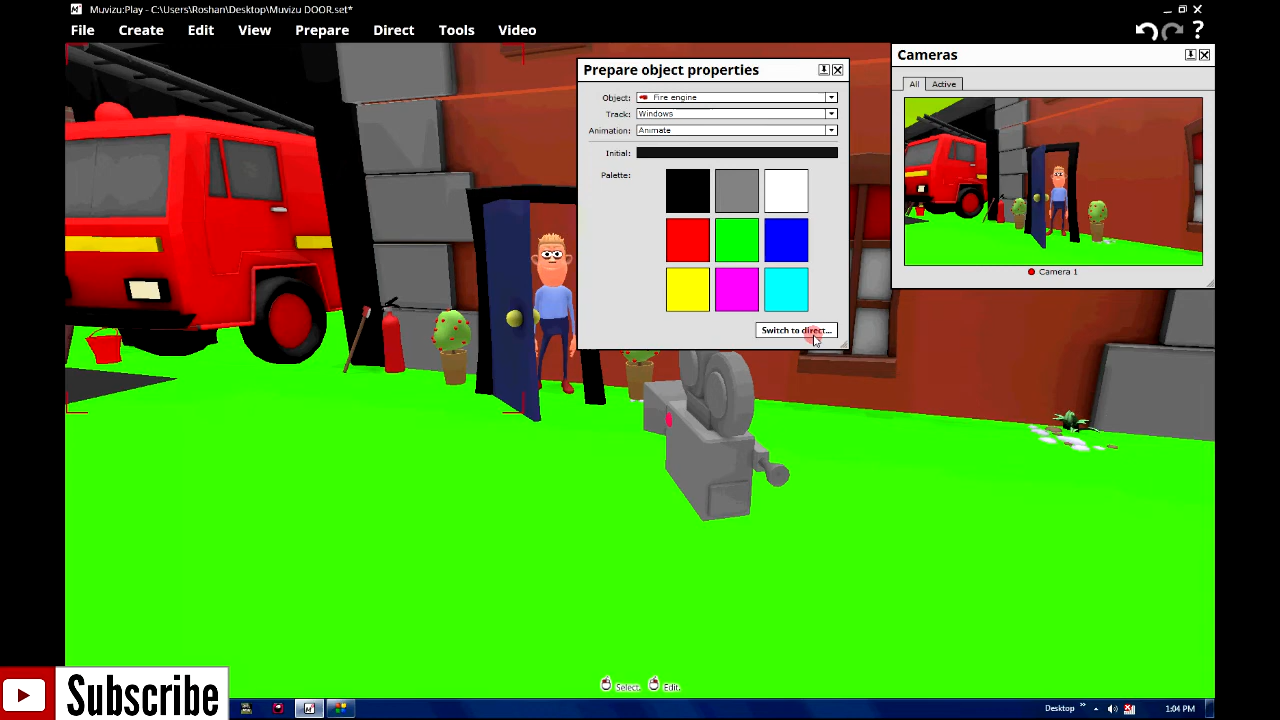 Muvizu:Play - C:\Users\Roshan\Desktop\Muvizu DOOR.set*
File Create Edit View Prepare Direct Tools Video
Prepare object properties
Object: Fire engine
Track: Windows
Animation: Animate
Initial:
Palette:
Switch to direct...
Cameras
All Active
Camera 1
Select. Edit.
Subscribe
Desktop » 1:04 PM